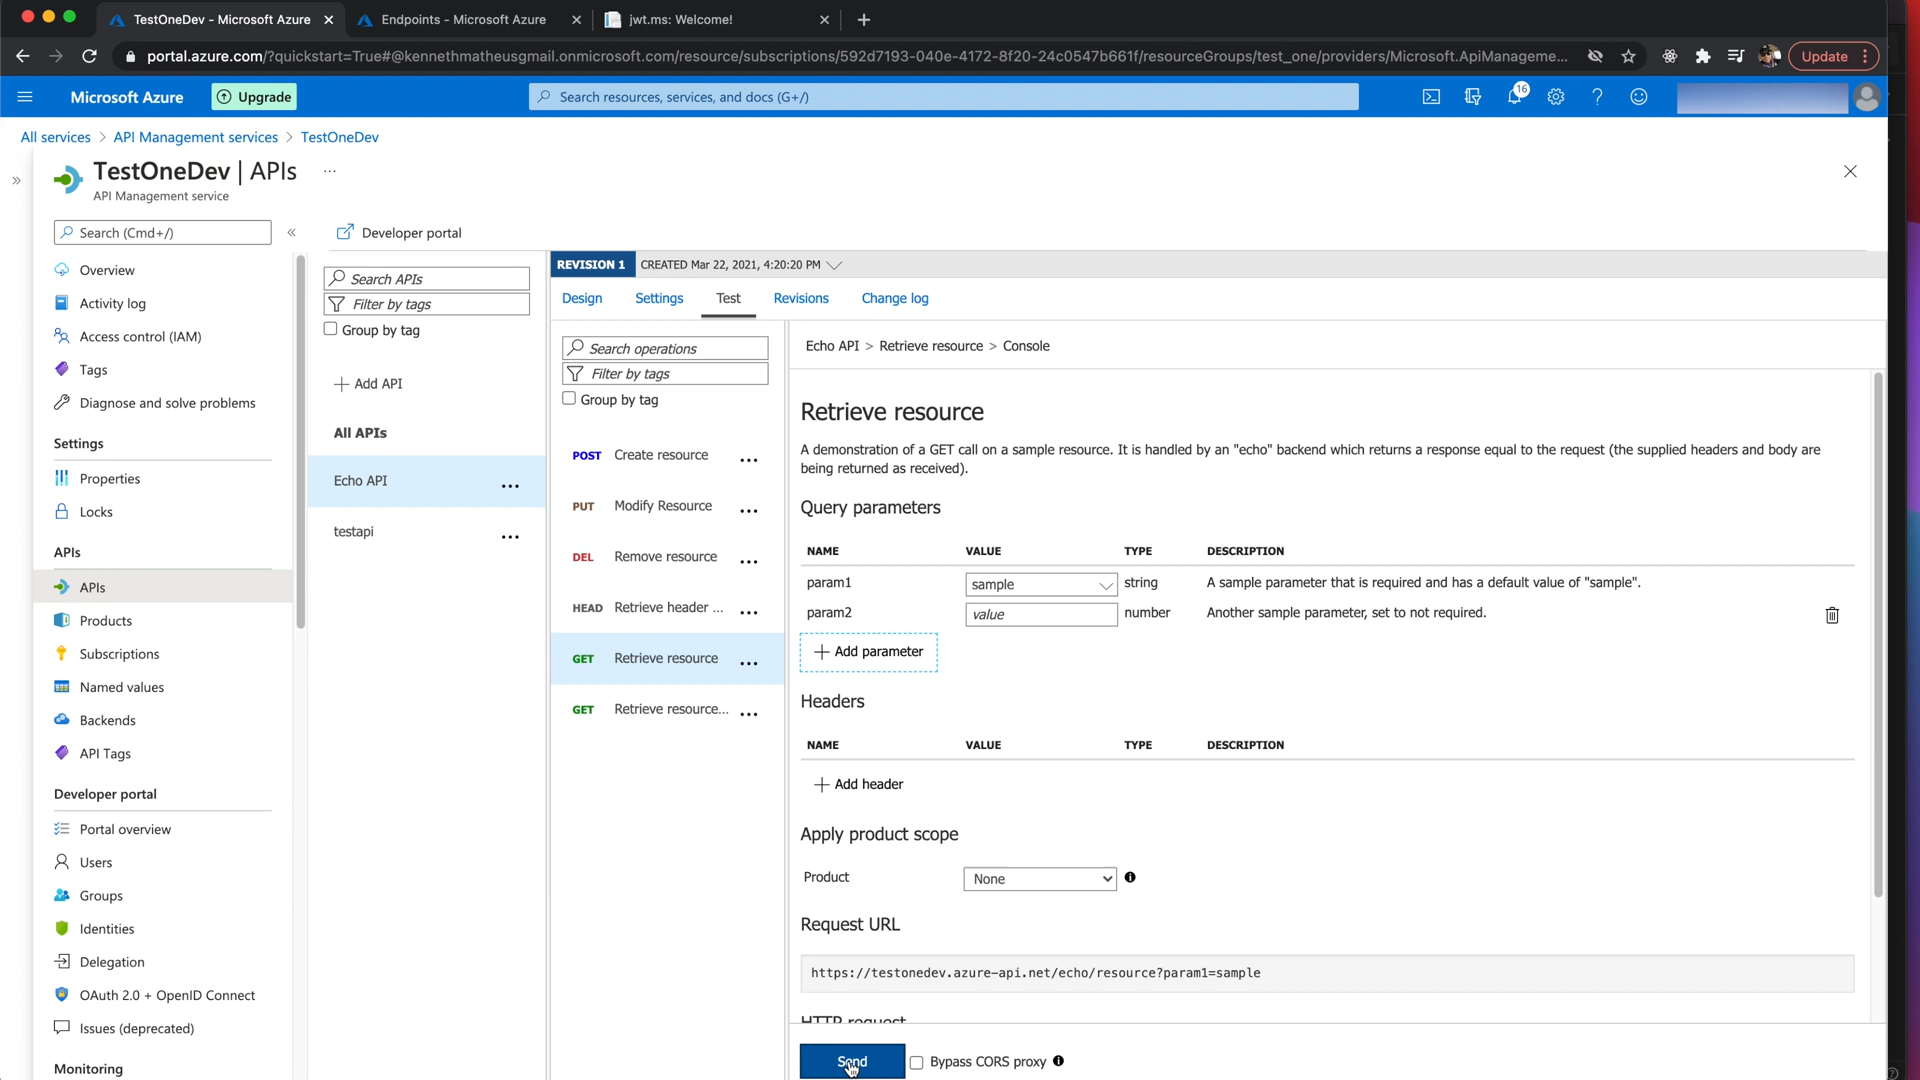 TestOneDev - Microsoft Azure
Endpoints - Microsoft Azure
jwt.ms: Welcome!
portal.azure.com/?quickstart=True#@kennethmatheusgmail.onmicrosoft.com/resource/subscriptions/592d7193-040e-4172-8f20-24c0547b661f/resourceGroups/test_one/providers/Microsoft.ApiManageme...
Update
Microsoft Azure
Upgrade
Search resources, services, and docs (G+/)
16
All services > API Management services > TestOneDev
TestOneDev | APIs
...
API Management service
Search (Cmd+/)
Overview
Activity log
Access control (IAM)
Tags
Diagnose and solve problems
Settings
Properties
Locks
APIs
APIs
Products
Subscriptions
Named values
Backends
API Tags
Developer portal
Portal overview
Users
Groups
Identities
Delegation
OAuth 2.0 + OpenID Connect
Issues (deprecated)
Monitoring
Developer portal
Search APIs
Filter by tags
Group by tag
+ Add API
All APIs
Echo API ...
testapi ...
REVISION 1 CREATED Mar 22, 2021, 4:20:20 PM
Design Settings Test Revisions Change log
Search operations
Filter by tags
Group by tag
POST Create resource ...
PUT Modify Resource ...
DEL Remove resource ...
HEAD Retrieve header ... ...
GET Retrieve resource ...
GET Retrieve resource... ...
Echo API > Retrieve resource > Console
Retrieve resource
A demonstration of a GET call on a sample resource. It is handled by an "echo" backend which returns a response equal to the request (the supplied headers and body are
being returned as received).
Query parameters
NAME VALUE TYPE DESCRIPTION
param1 sample string A sample parameter that is required and has a default value of "sample".
param2 value number Another sample parameter, set to not required.
+ Add parameter
Headers
NAME VALUE TYPE DESCRIPTION
+ Add header
Apply product scope
Product None
Request URL
https://testonedev.azure-api.net/echo/resource?param1=sample
HTTP request
Send Bypass CORS proxy